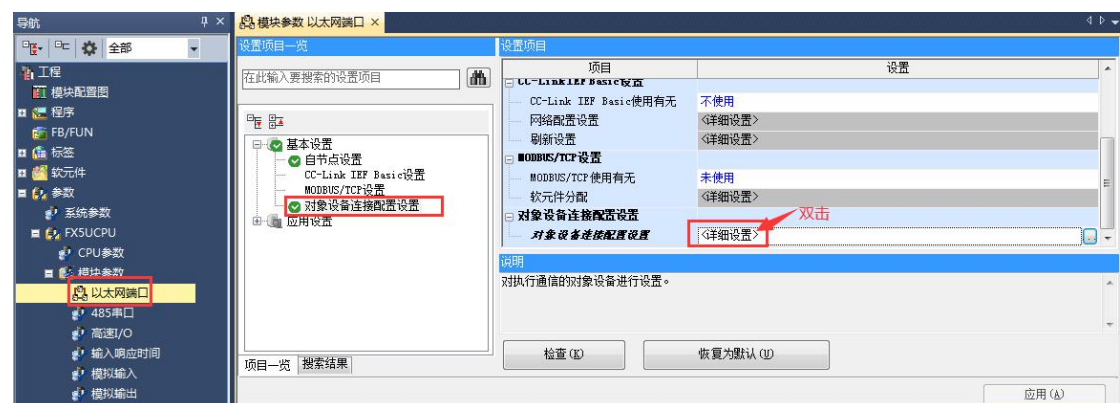 导航
全部
工程
模块配置图
程序
FB/FUN
标签
软元件
参数
系统参数
FX5UCPU
CPU参数
模块参数
以太网端口
485串口
高速I/O
输入响应时间
模拟输入
模拟输出
模块参数 以太网端口
设置项目一览
在此输入要搜索的设置项目
基本设置
自节点设置
CC-Link IEF Basic设置
MODBUS/TCP设置
对象设备连接配置设置
应用设置
项目一览 搜索结果
设置项目
项目 设置
CC-Link IEF Basic设置
CC-Link IEF Basic使用有无 不使用
网络配置设置 <详细设置>
刷新设置 <详细设置>
MODBUS/TCP设置
MODBUS/TCP使用有无 未使用
软元件分配 <详细设置>
对象设备连接配置设置 双击
对象设备连接配置设置 <详细设置>
说明
对执行通信的对象设备进行设置。
检查(K) 恢复为默认(U)
应用(A)